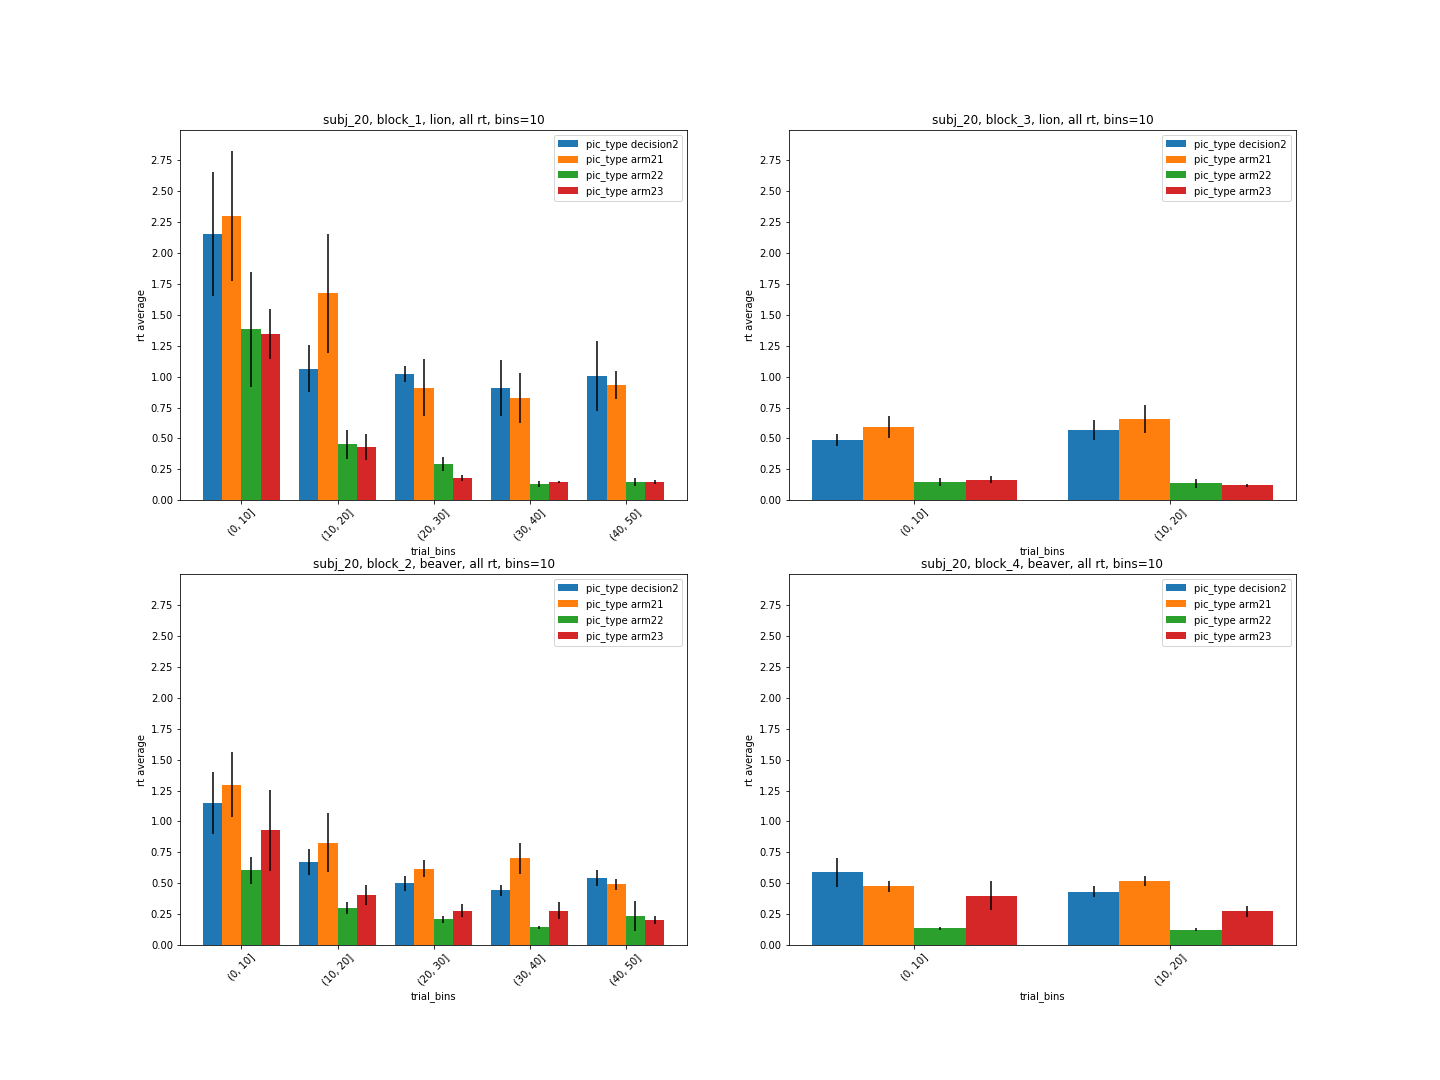 subj_20, block_1, lion, all rt, bins=10
pic_type decision2
pic_type arm21
pic_type arm22
pic_type arm23
2.75
2.50
2.25
2.00
1.75
1.50
1.25
1.00
0.75
0.50
0.25
0.00
rt average
(0, 10]
(10, 20]
(20, 30]
(30, 40]
(40, 50]
trial_bins
subj_20, block_3, lion, all rt, bins=10
pic_type decision2
pic_type arm21
pic_type arm22
pic_type arm23
2.75
2.50
2.25
2.00
1.75
1.50
1.25
1.00
0.75
0.50
0.25
0.00
rt average
(0, 10]
(10, 20]
trial_bins
subj_20, block_2, beaver, all rt, bins=10
pic_type decision2
pic_type arm21
pic_type arm22
pic_type arm23
2.75
2.50
2.25
2.00
1.75
1.50
1.25
1.00
0.75
0.50
0.25
0.00
rt average
(0, 10]
(10, 20]
(20, 30]
(30, 40]
(40, 50]
trial_bins
subj_20, block_4, beaver, all rt, bins=10
pic_type decision2
pic_type arm21
pic_type arm22
pic_type arm23
2.75
2.50
2.25
2.00
1.75
1.50
1.25
1.00
0.75
0.50
0.25
0.00
rt average
(0, 10]
(10, 20]
trial_bins